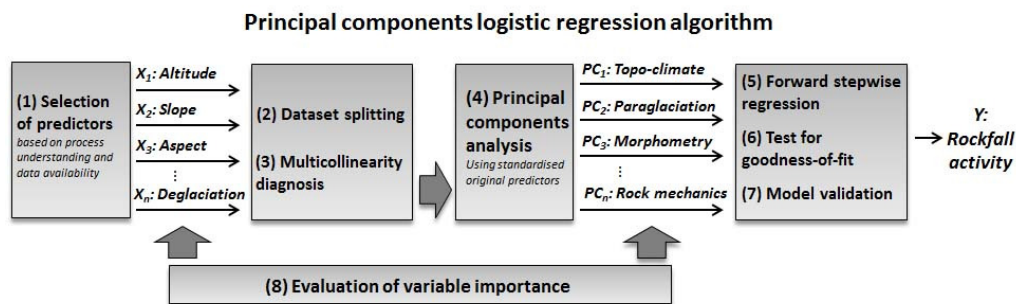 Principal components logistic regression algorithm
(1) Selection
of predictors
based on process
understanding and
data availability
X1: Altitude
X2: Slope
X3: Aspect
⋮
Xn: Deglaciation
(2) Dataset splitting
(3) Multicollinearity
diagnosis
(4) Principal
components
analysis
Using standardised
original predictors
PC1: Topo-climate
PC2: Paraglaciation
PC3: Morphometry
⋮
PCn: Rock mechanics
(5) Forward stepwise
regression
(6) Test for
goodness-of-fit
(7) Model validation
Y:
Rockfall
activity
(8) Evaluation of variable importance